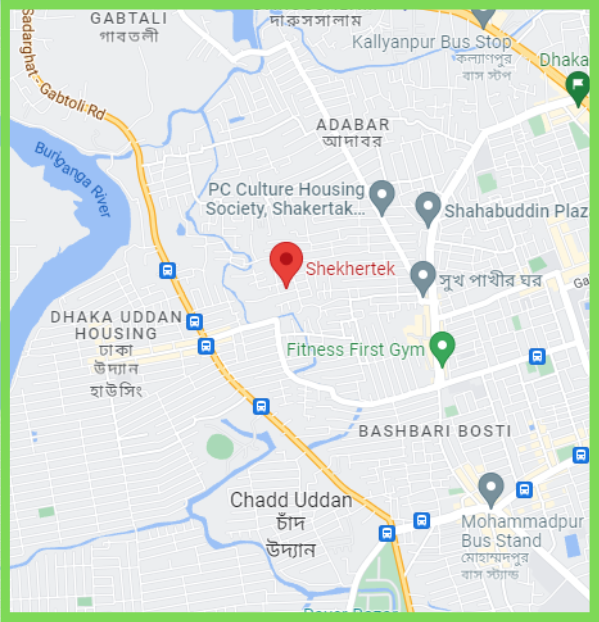 GABTALI
গাবতলী
দারুসসালাম
Kallyanpur Bus Stop
কল্যাণপুর
বাস স্টপ
Dhaka
Sadarghat - Gabtoli Rd
ADABAR
আদাবর
Buriganga River
PC Culture Housing
Society, Shakertak...
Shahabuddin Plaz
Shekhertek
সুখ পাখীর ঘর
Ga
DHAKA UDDAN
HOUSING
ঢাকা
উদ্যান
হাউসিং
Fitness First Gym
BASHBARI BOSTI
Chadd Uddan
চাঁদ
উদ্যান
Mohammadpur
Bus Stand
মোহাম্মদপুর
বাস স্ট্যান্ড